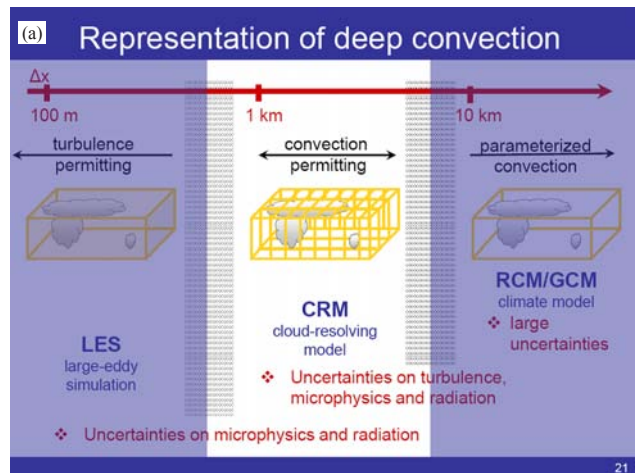 (a)
Representation of deep convection
Δx
100 m
1 km
10 km
turbulence
permitting
convection
permitting
parameterized
convection
LES
large-eddy
simulation
CRM
cloud-resolving
model
RCM/GCM
climate model
❖ large
uncertainties
❖ Uncertainties on turbulence,
microphysics and radiation
❖ Uncertainties on microphysics and radiation
21